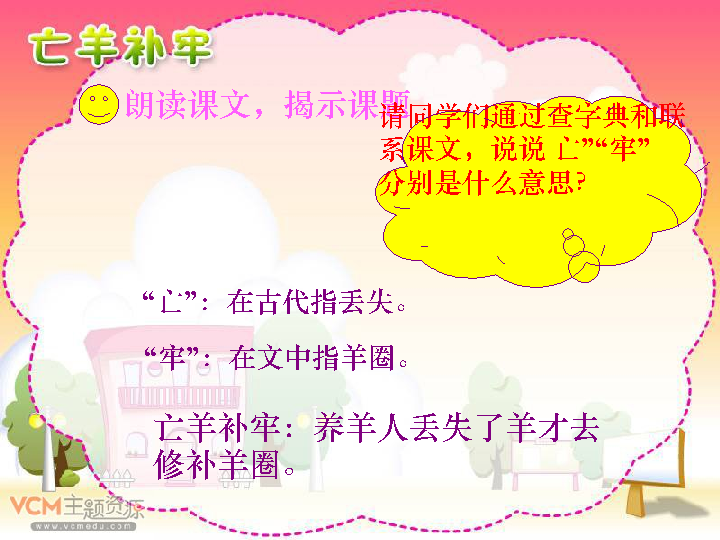 亡羊补牢
朗读课文，揭示课题
请同学们通过查字典和联
系课文，说说 亡”“牢”
分别是什么意思?
“亡”：在古代指丢失。
“牢”：在文中指羊圈。
亡羊补牢：养羊人丢失了羊才去
修补羊圈。
VCM主题资源
www.vcmedu.com